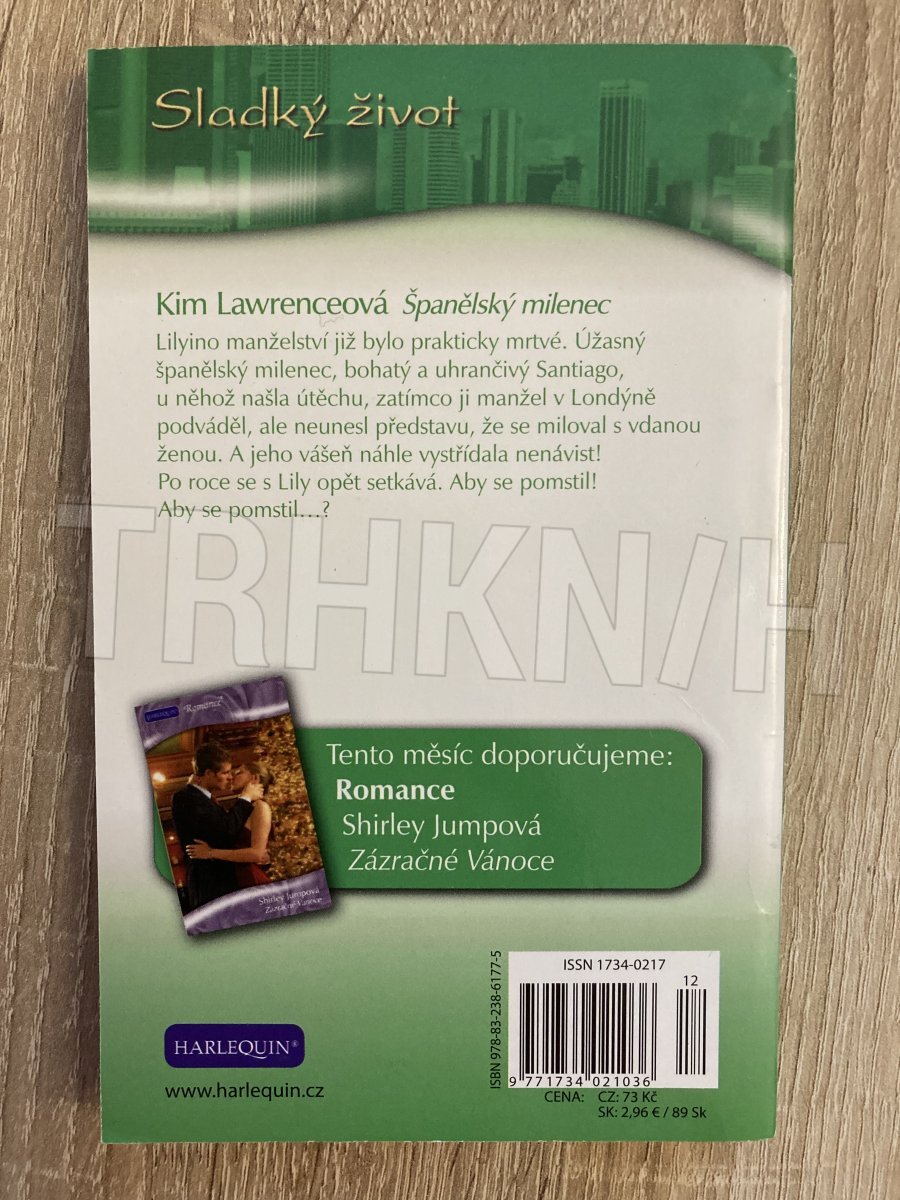 Sladký život
Kim Lawrenceová Španělský milenec
Lilyino manželství již bylo prakticky mrtvé. Úžasný
španělský milenec, bohatý a uhrančivý Santiago,
u něhož našla útěchu, zatímco ji manžel v Londýně
podváděl, ale neunesl představu, že se miloval s vdanou
ženou. A jeho vášeň náhle vystřídala nenávist!
Po roce se s Lily opět setkává. Aby se pomstil!
Aby se pomstil...?
TRHKN/H
HARLEQUIN
Romance
Shirley Jumpová
Zázračné Vánoce
Tento měsíc doporučujeme:
Romance
Shirley Jumpová
Zázračné Vánoce
ISBN 978-83-238-6177-5
ISSN 1734-0217
12
9 771734 021036
CENA: CZ: 73 Kč
SK: 2,96 € / 89 Sk
HARLEQUIN®
www.harlequin.cz